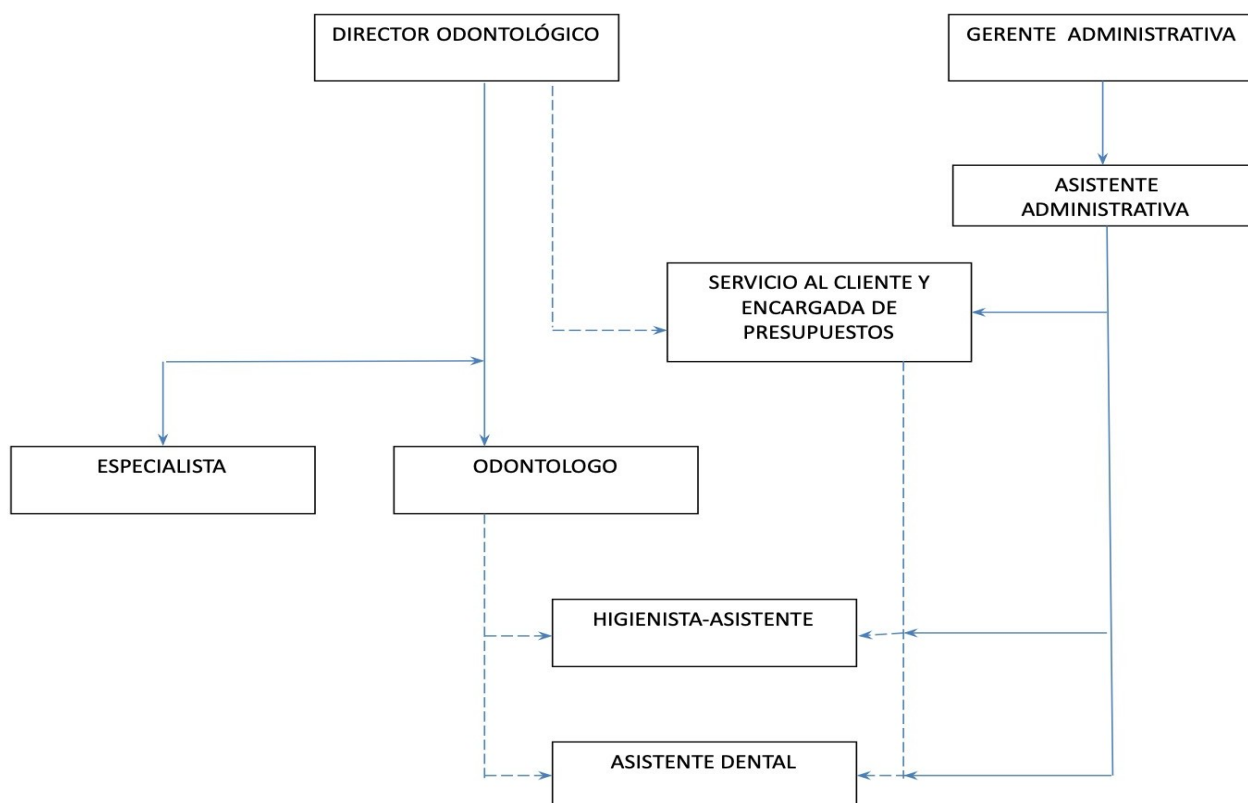 DIRECTOR ODONTOLÓGICO
GERENTE ADMINISTRATIVA
ASISTENTE
ADMINISTRATIVA
SERVICIO AL CLIENTE Y
ENCARGADA DE
PRESUPUESTOS
ESPECIALISTA
ODONTOLOGO
HIGIENISTA-ASISTENTE
ASISTENTE DENTAL